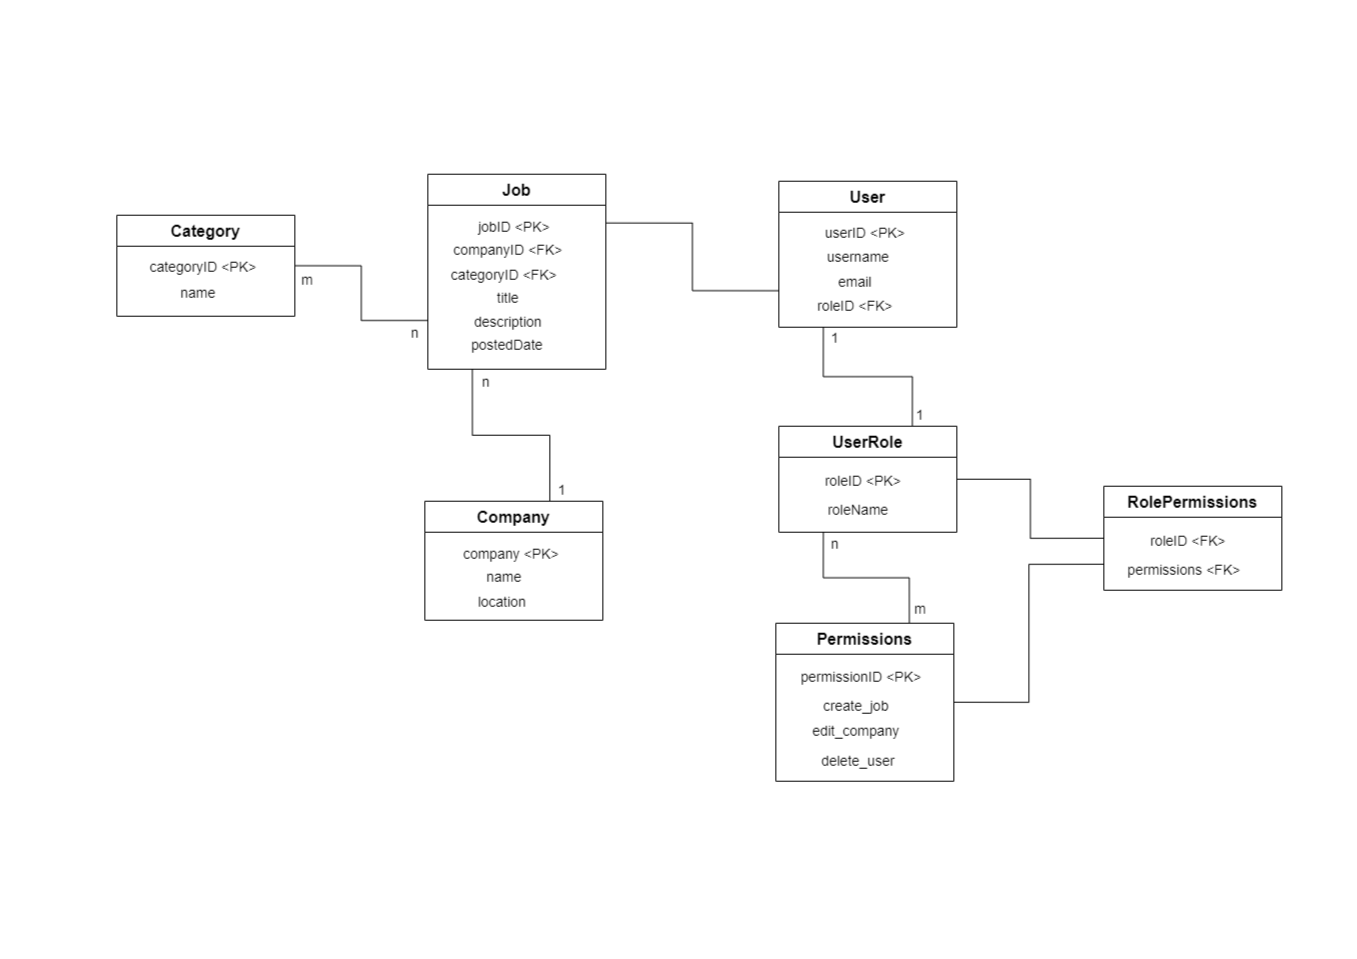 Category
categoryID <PK>
name
m
n
Job
jobID <PK>
companyID <FK>
categoryID <FK>
title
description
postedDate
n
1
Company
company <PK>
name
location
User
userID <PK>
username
email
roleID <FK>
1
1
UserRole
roleID <PK>
roleName
n
m
Permissions
permissionID <PK>
create_job
edit_company
delete_user
RolePermissions
roleID <FK>
permissions <FK>